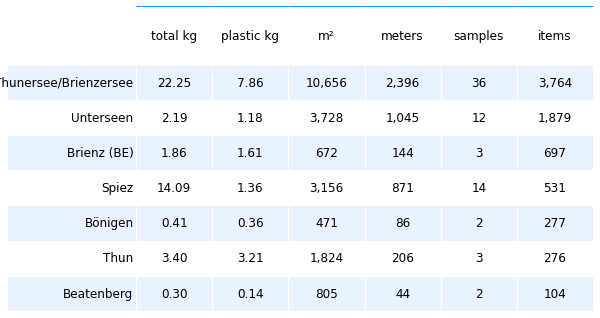 total kg plastic kg m² meters samples items
Thunersee/Brienzersee 22.25 7.86 10,656 2,396 36 3,764
Unterseen 2.19 1.18 3,728 1,045 12 1,879
Brienz (BE) 1.86 1.61 672 144 3 697
Spiez 14.09 1.36 3,156 871 14 531
Bönigen 0.41 0.36 471 86 2 277
Thun 3.40 3.21 1,824 206 3 276
Beatenberg 0.30 0.14 805 44 2 104